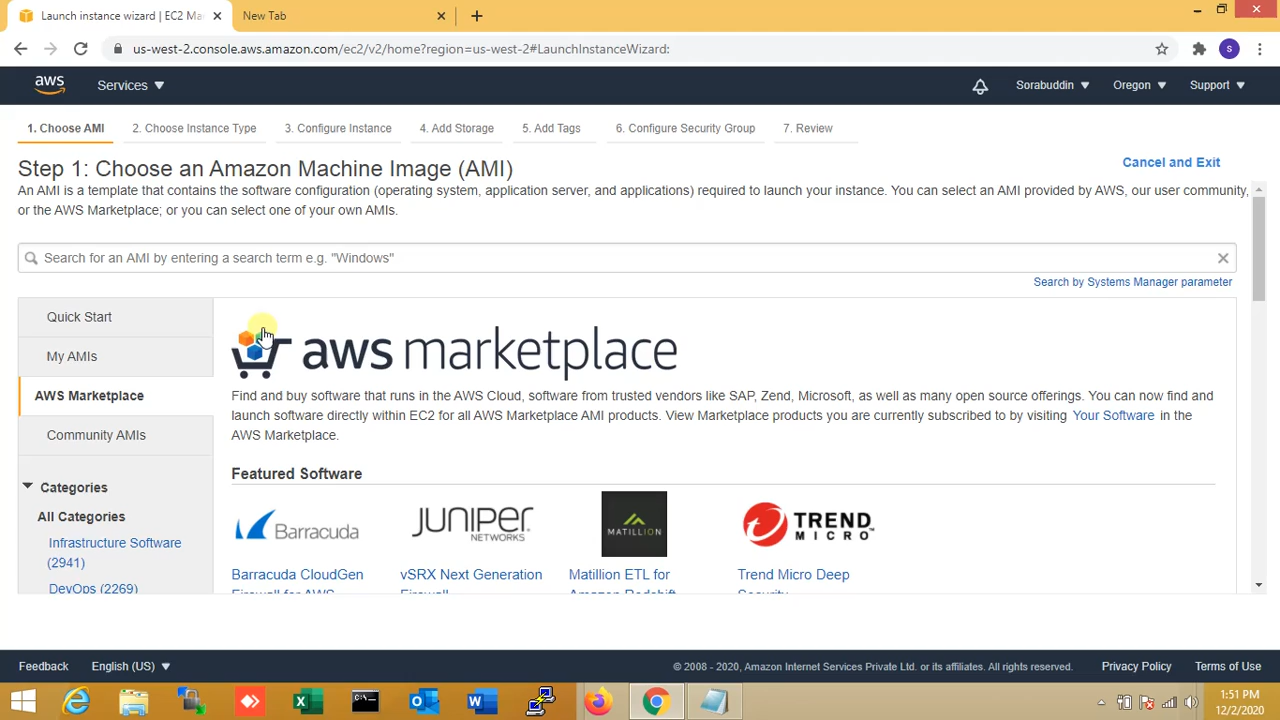 Launch instance wizard | EC2 Ma
New Tab
us-west-2.console.aws.amazon.com/ec2/v2/home?region=us-west-2#LaunchInstanceWizard:
S
aws
Services
Sorabuddin
Oregon
Support
1. Choose AMI
2. Choose Instance Type
3. Configure Instance
4. Add Storage
5. Add Tags
6. Configure Security Group
7. Review
Step 1: Choose an Amazon Machine Image (AMI)
Cancel and Exit
An AMI is a template that contains the software configuration (operating system, application server, and applications) required to launch your instance. You can select an AMI provided by AWS, our user community,
or the AWS Marketplace; or you can select one of your own AMIs.
Search for an AMI by entering a search term e.g. "Windows"
Search by Systems Manager parameter
Quick Start
My AMIs
AWS Marketplace
Community AMIs
Categories
All Categories
Infrastructure Software
(2941)
DevOps (2269)
aws marketplace
Find and buy software that runs in the AWS Cloud, software from trusted vendors like SAP, Zend, Microsoft, as well as many open source offerings. You can now find and
launch software directly within EC2 for all AWS Marketplace AMI products. View Marketplace products you are currently subscribed to by visiting Your Software in the
AWS Marketplace.
Featured Software
Barracuda
JUNIPER
NETWORKS
MATILLION
TREND
MICRO
Barracuda CloudGen
Firewall for AWS
vSRX Next Generation
Firewall
Matillion ETL for
Amazon Redshift
Trend Micro Deep
Security
Feedback
English (US)
© 2008 - 2020, Amazon Internet Services Private Ltd. or its affiliates. All rights reserved.
Privacy Policy
Terms of Use
1:51 PM
12/2/2020